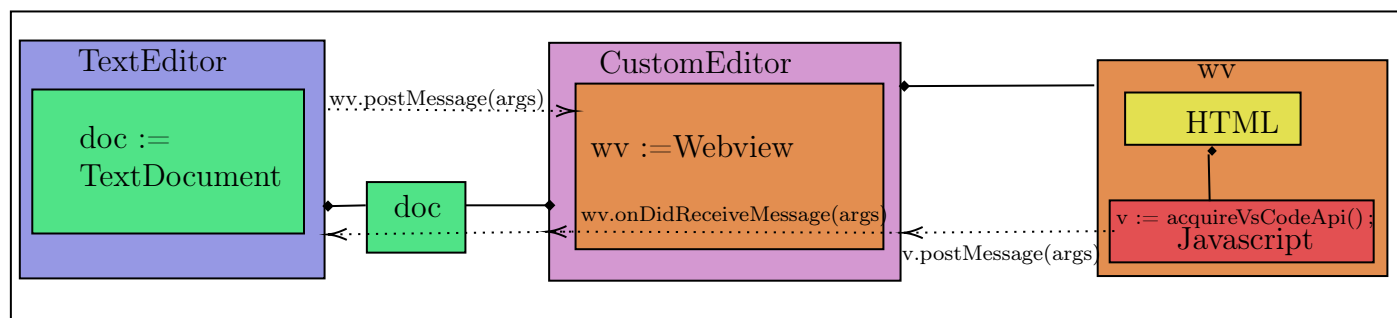 TextEditor
doc :=
TextDocument
wv.postMessage(args)
doc
CustomEditor
wv :=Webview
wv.onDidReceiveMessage(args)
v.postMessage(args)
wv
HTML
v := acquireVsCodeApi();
Javascript